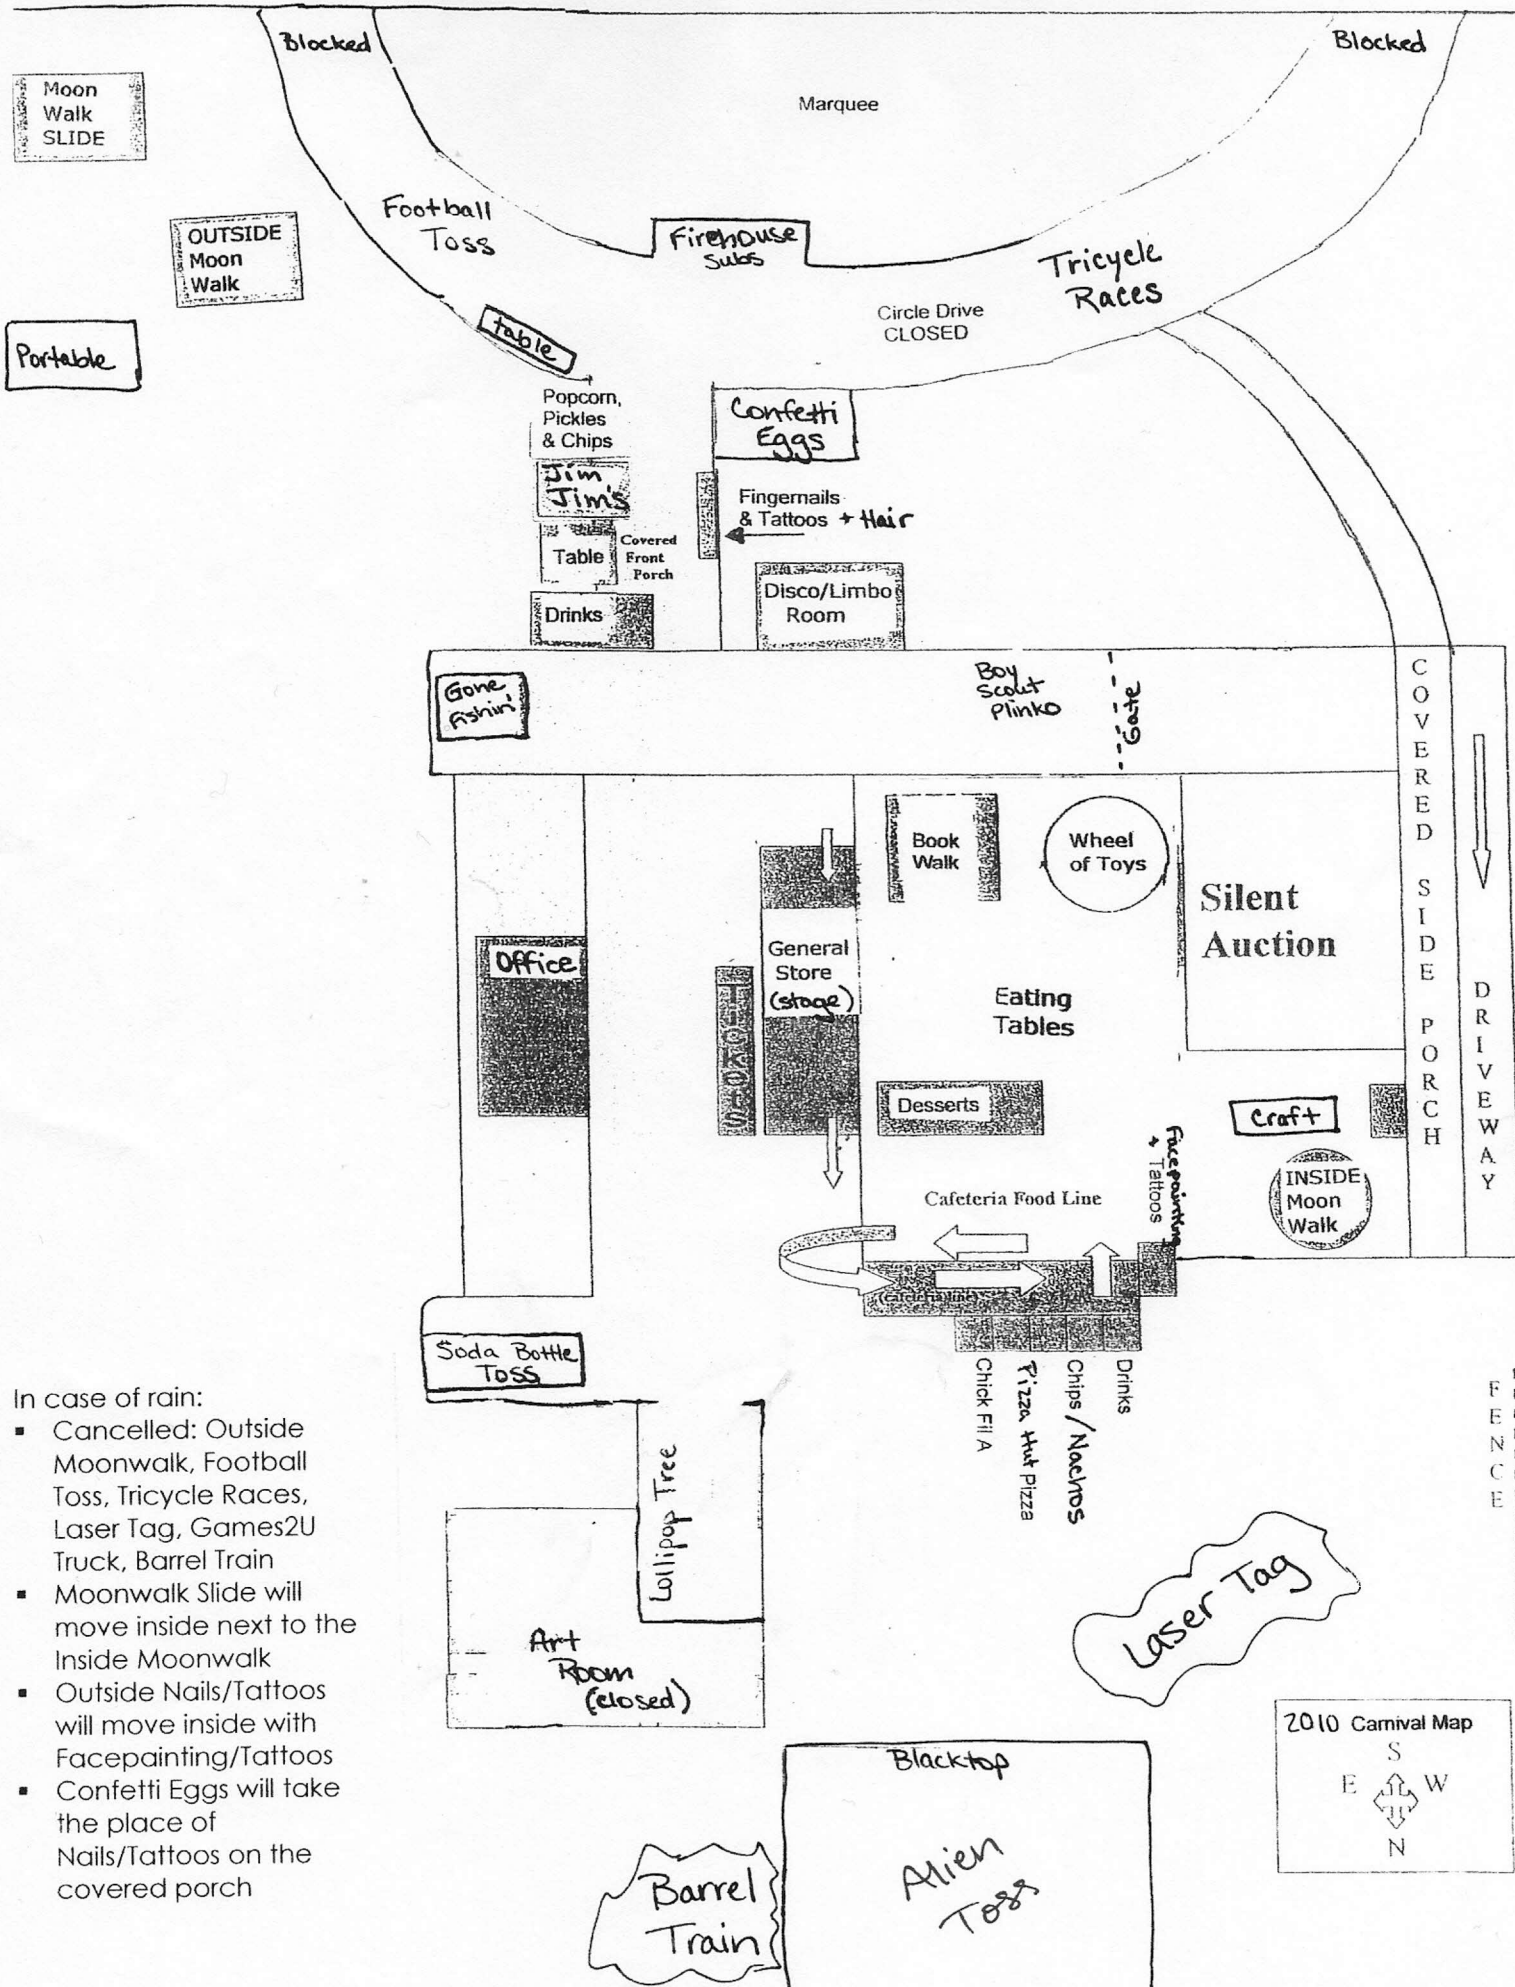 Blocked
Blocked
Moon
Walk
SLIDE
Marquee
Football
Toss
OUTSIDE
Moon
Walk
Firehouse
Subs
Tricycle
Races
Circle Drive
CLOSED
Portable
table
Popcorn,
Pickles
& Chips
Confetti
Eggs
Jim
Jim's
Fingernails
& Tattoos + Hair
Table
Covered
Front
Porch
Disco/Limbo
Room
Drinks
Gone
Fishin'
Boy
Scout
Plinko
Gate
COVERED SIDE PORCH
DRIVEWAY
Book
Walk
Wheel
of Toys
Silent
Auction
Office
General
Store
(stage)
TICKETS
Eating
Tables
Desserts
Craft
Facepainting
+ Tattoos
INSIDE
Moon
Walk
Cafeteria Food Line
(cafeteria line)
Soda Bottle
Toss
Chick Fil A
Pizza Hut Pizza
Chips / Nachos
Drinks
FENCE
In case of rain:
▪ Cancelled: Outside
Moonwalk, Football
Toss, Tricycle Races,
Laser Tag, Games2U
Truck, Barrel Train
▪ Moonwalk Slide will
move inside next to the
Inside Moonwalk
▪ Outside Nails/Tattoos
will move inside with
Facepainting/Tattoos
▪ Confetti Eggs will take
the place of
Nails/Tattoos on the
covered porch
Lollipop Tree
Art
Room
(closed)
Laser Tag
2010 Carnival Map
S
E W
N
Blacktop
Alien
Toss
Barrel
Train